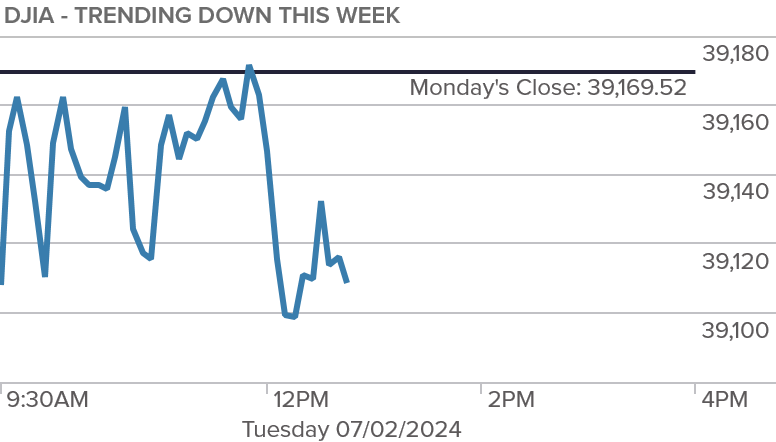 DJIA - TRENDING DOWN THIS WEEK
39,180
Monday's Close: 39,169.52
39,160
39,140
39,120
39,100
9:30AM 12PM 2PM 4PM
Tuesday 07/02/2024